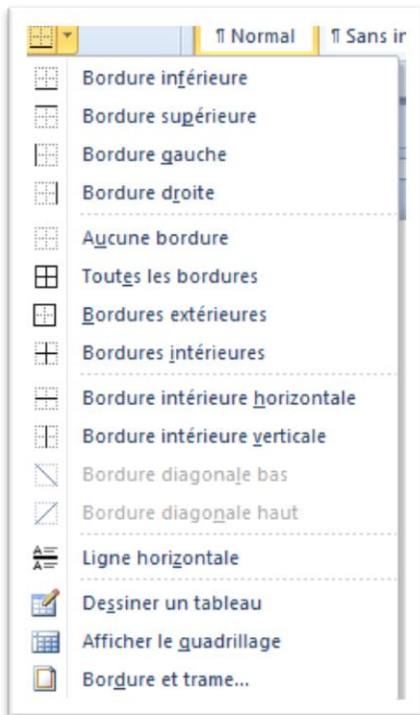 ¶ Normal ¶ Sans in
Bordure inférieure
Bordure supérieure
Bordure gauche
Bordure droite
Aucune bordure
Toutes les bordures
Bordures extérieures
Bordures intérieures
Bordure intérieure horizontale
Bordure intérieure verticale
Bordure diagonale bas
Bordure diagonale haut
Ligne horizontale
Dessiner un tableau
Afficher le quadrillage
Bordure et trame...